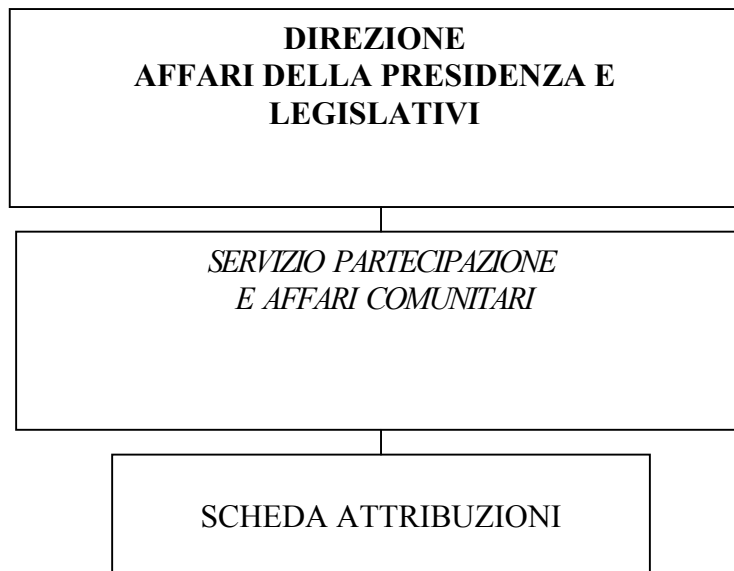 DIREZIONE
AFFARI DELLA PRESIDENZA E
LEGISLATIVI
SERVIZIO PARTECIPAZIONE
E AFFARI COMUNITARI
SCHEDA ATTRIBUZIONI